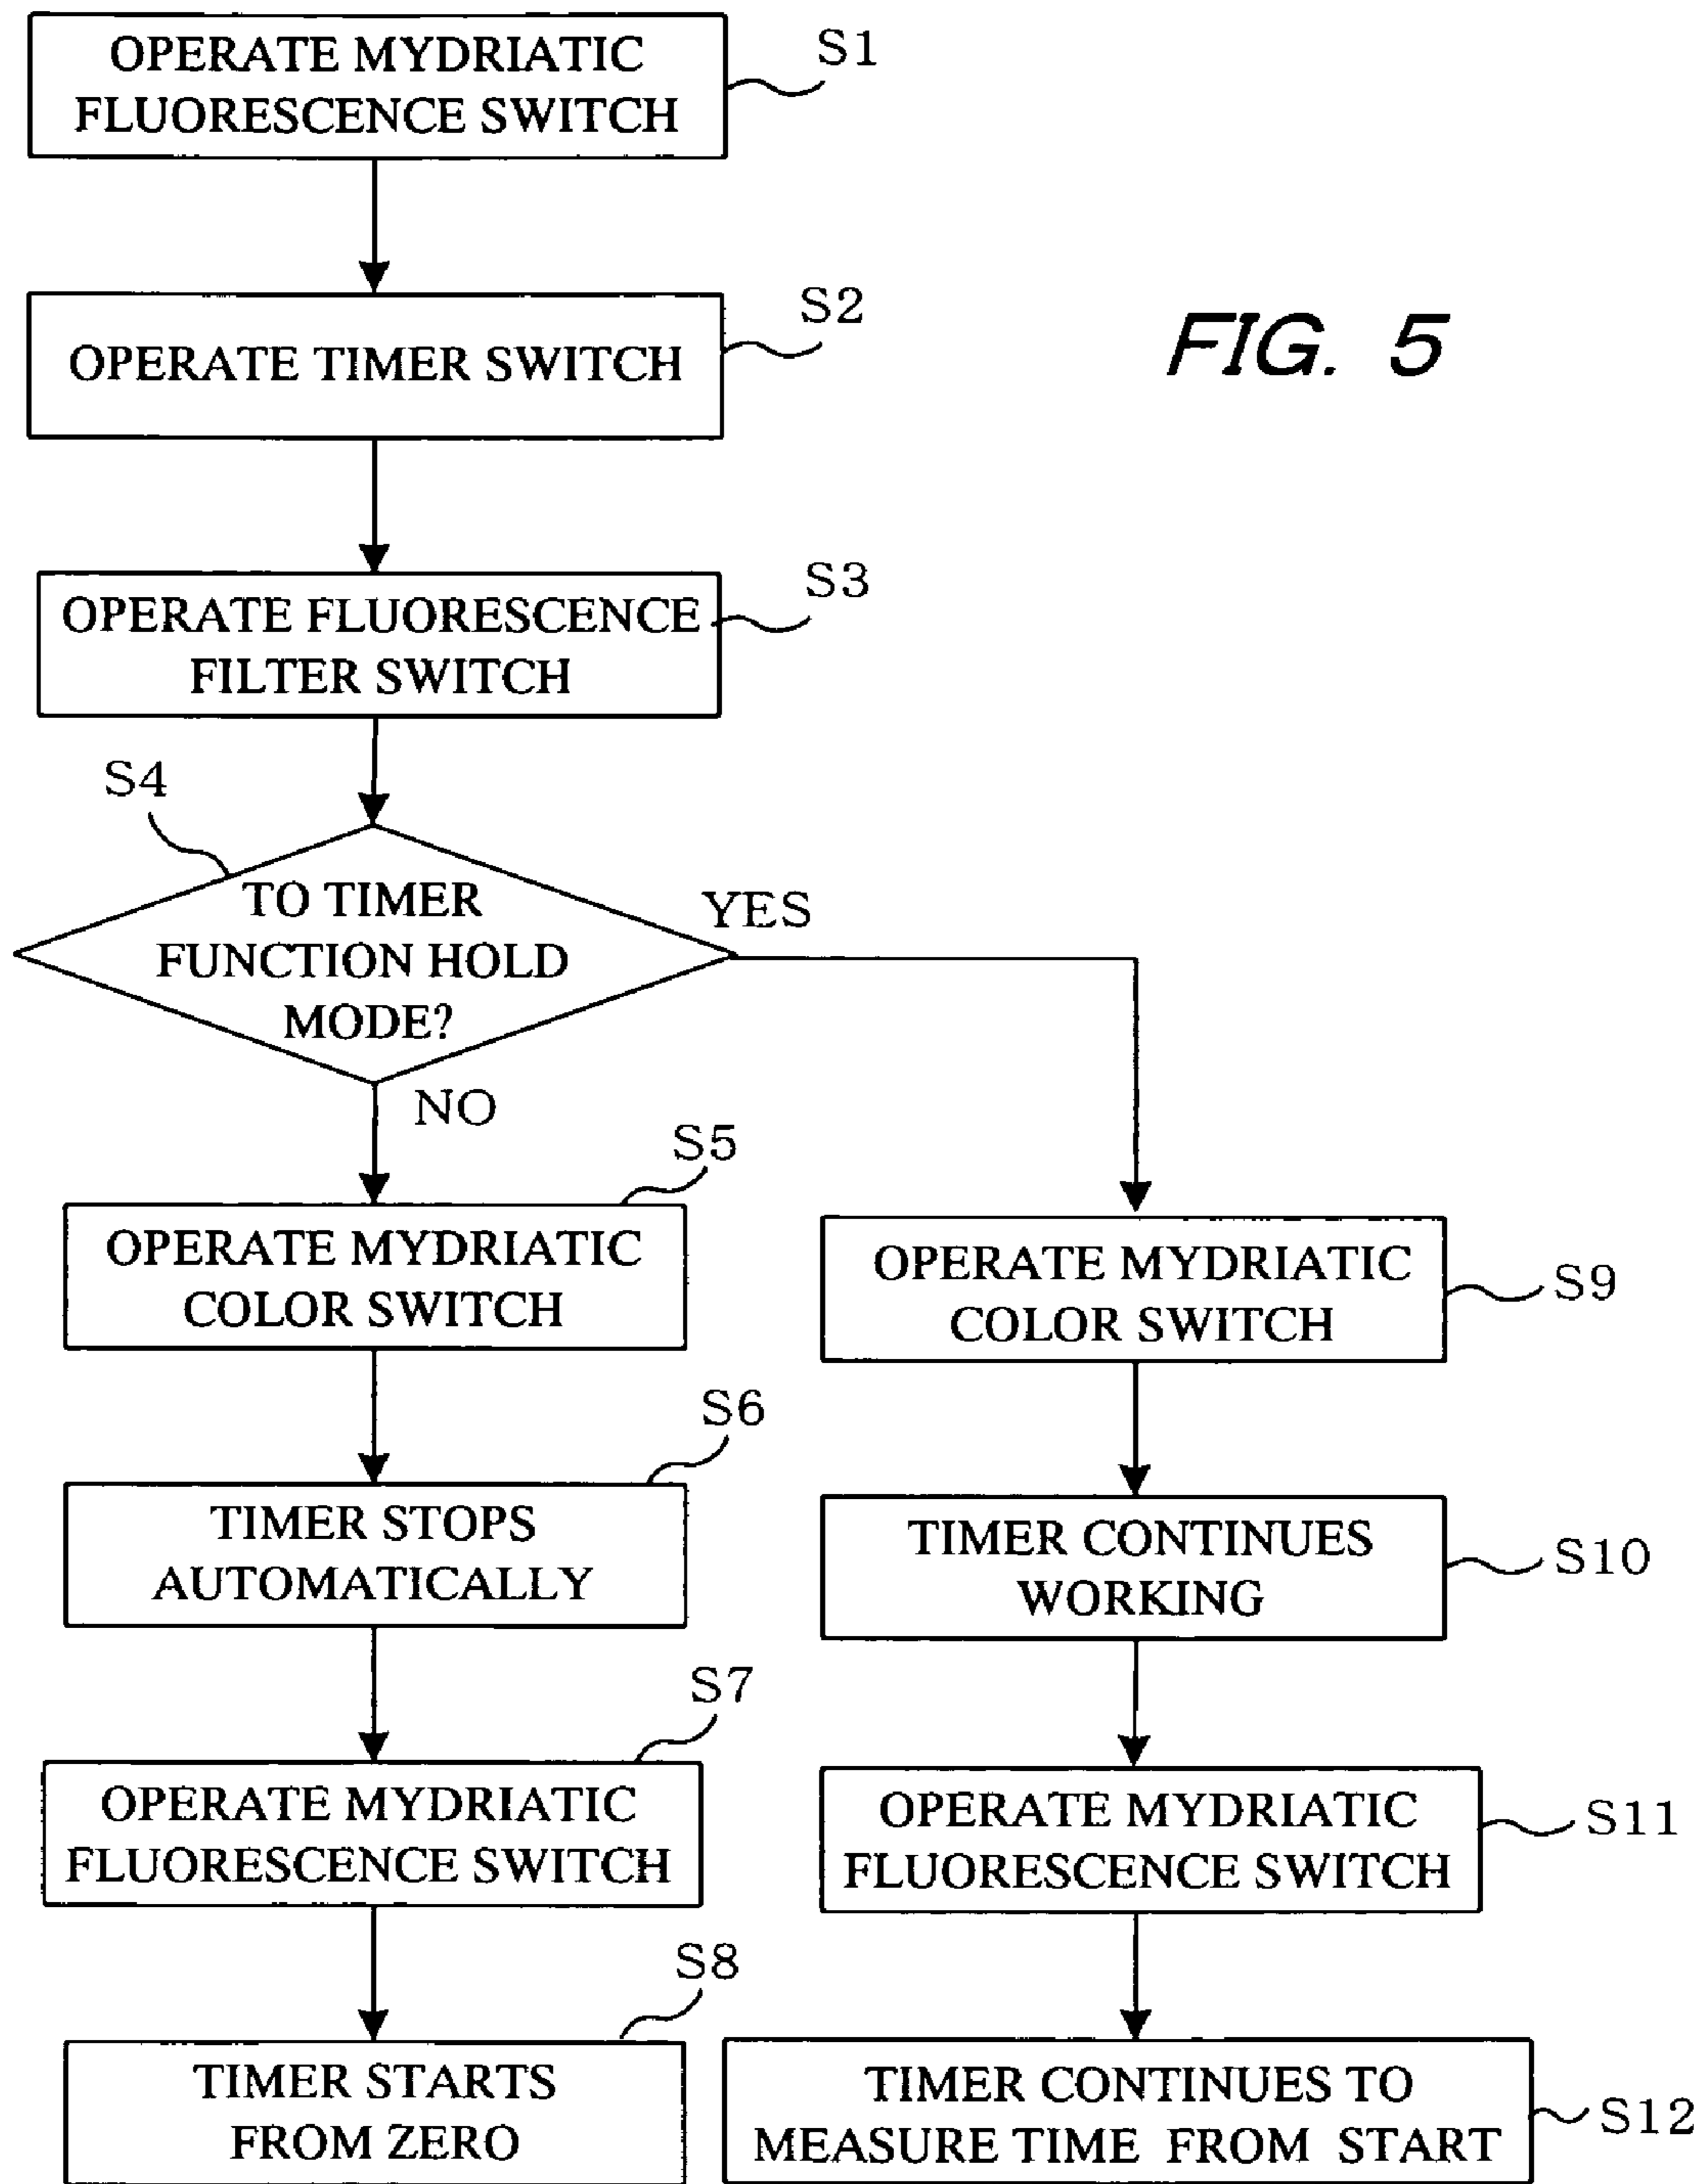 OPERATE MYDRIATIC
FLUORESCENCE SWITCH
S1
OPERATE TIMER SWITCH
S2
FIG. 5
OPERATE FLUORESCENCE
FILTER SWITCH
S3
S4
TO TIMER
FUNCTION HOLD
MODE?
YES
NO
S5
OPERATE MYDRIATIC
COLOR SWITCH
S6
TIMER STOPS
AUTOMATICALLY
S7
OPERATE MYDRIATIC
FLUORESCENCE SWITCH
S8
TIMER STARTS
FROM ZERO
OPERATE MYDRIATIC
COLOR SWITCH
S9
TIMER CONTINUES
WORKING
S10
OPERATE MYDRIATIC
FLUORESCENCE SWITCH
S11
TIMER CONTINUES TO
MEASURE TIME FROM START
S12